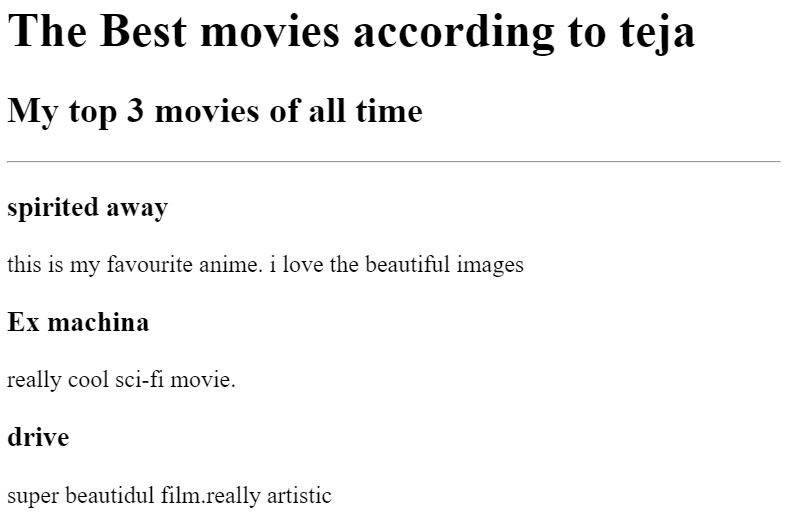 The Best movies according to teja
My top 3 movies of all time
spirited away
this is my favourite anime. i love the beautiful images
Ex machina
really cool sci-fi movie.
drive
super beautidul film.really artistic